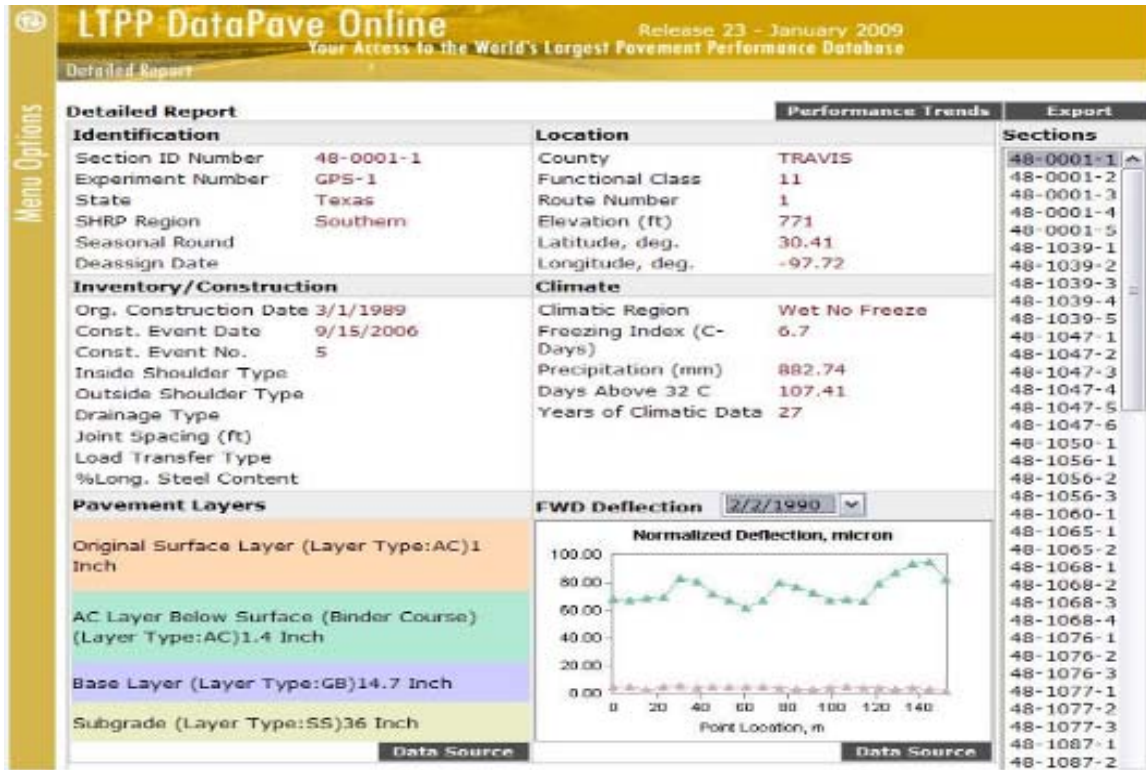 LTPP DataPave Online
Release 23 - January 2009
Your Access to the World's Largest Pavement Performance Database
Detailed Report
Menu Options
Detailed Report
Performance Trends
Export
Identification
Section ID Number 48-0001-1
Experiment Number GPS-1
State Texas
SHRP Region Southern
Seasonal Round
Deassign Date
Location
County TRAVIS
Functional Class 11
Route Number 1
Elevation (ft) 771
Latitude, deg. 30.41
Longitude, deg. -97.72
Inventory/Construction
Org. Construction Date 3/1/1989
Const. Event Date 9/15/2006
Const. Event No. 5
Inside Shoulder Type
Outside Shoulder Type
Drainage Type
Joint Spacing (ft)
Load Transfer Type
%Long. Steel Content
Climate
Climatic Region Wet No Freeze
Freezing Index (C-
Days) 6.7
Precipitation (mm) 882.74
Days Above 32 C 107.41
Years of Climatic Data 27
Pavement Layers
Original Surface Layer (Layer Type:AC)1
Inch
AC Layer Below Surface (Binder Course)
(Layer Type:AC)1.4 Inch
Base Layer (Layer Type:GB)14.7 Inch
Subgrade (Layer Type:SS)36 Inch
Data Source
FWD Deflection 2/2/1990
Normalized Deflection, micron
100.00
80.00
60.00
40.00
20.00
0.00
0 20 40 60 80 100 120 140
Point Location, m
Data Source
Sections
48-0001-1
48-0001-2
48-0001-3
48-0001-4
48-0001-5
48-1039-1
48-1039-2
48-1039-3
48-1039-4
48-1039-5
48-1047-1
48-1047-2
48-1047-3
48-1047-4
48-1047-5
48-1047-6
48-1050-1
48-1056-1
48-1056-2
48-1056-3
48-1060-1
48-1065-1
48-1065-2
48-1068-1
48-1068-2
48-1068-3
48-1068-4
48-1076-1
48-1076-2
48-1076-3
48-1077-1
48-1077-2
48-1077-3
48-1087-1
48-1087-2